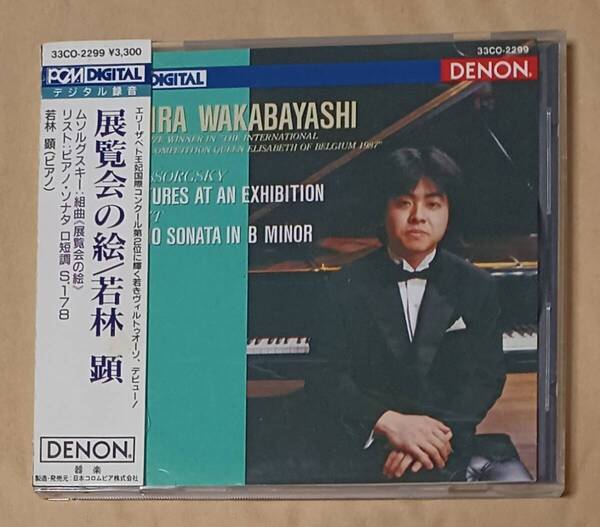 33CO-2299 ¥3,300
PCM DIGITAL
デジタル録音
エリーザベト王妃国際コンクール第2位に輝く若きヴィルトゥオーソ、デビュー!
展覧会の絵/若林 顕
ムソルグスキー:組曲《展覧会の絵》
リスト:ピアノ・ソナタ ロ短調 S.178
若林 顕(ピアノ)
DENON
器楽
製造・発売元:日本コロムビア株式会社
33CO-2299
DIGITAL
DENON
IRA WAKABAYASHI
ZE WINNER IN "THE INTERNATIONAL
COMPETITION QUEEN ELISABETH OF BELGIUM 1987"
SSORGSKY
TURES AT AN EXHIBITION
T
O SONATA IN B MINOR